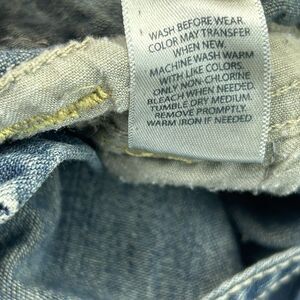 WASH BEFORE WEAR.
COLOR MAY TRANSFER
WHEN NEW.
MACHINE WASH WARM
WITH LIKE COLORS.
ONLY NON-CHLORINE
BLEACH WHEN NEEDED.
TUMBLE DRY MEDIUM.
REMOVE PROMPTLY.
WARM IRON IF NEEDED